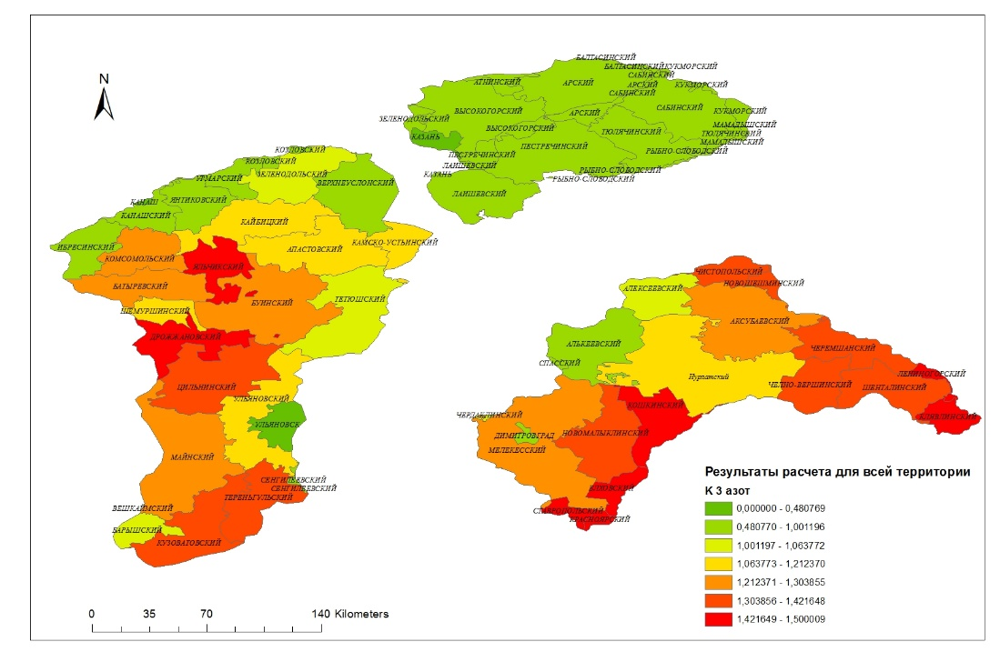 N
БАЛТАСИНСКИЙ
БАЛТАСИНСКИЙ КУКМОРСКИЙ
САБИНСКИЙ
АТНИНСКИЙ
АРСКИЙ
АРСКИЙ
КУКМОРСКИЙ
САБИНСКИЙ
ВЫСОКОГОРСКИЙ
АРСКИЙ
САБИНСКИЙ
КУКМОРСКИЙ
ЗЕЛЕНОДОЛЬСКИЙ
ВЫСОКОГОРСКИЙ
ТЮЛЯЧИНСКИЙ
МАМАДЫШСКИЙ
ТЮЛЯЧИНСКИЙ
КАЗАНЬ
ПЕСТРЕЧИНСКИЙ
МАМАДЫШСКИЙ
РЫБНО-СЛОБОДСКИЙ
ПЕСТРЕЧИНСКИЙ
ЛАИШЕВСКИЙ
РЫБНО-СЛОБОДСКИЙ
КАЗАНЬ
РЫБНО-СЛОБОДСКИЙ
ЛАИШЕВСКИЙ
КОЗЛОВСКИЙ
КОЗЛОВСКИЙ
ЗЕЛЕНОДОЛЬСКИЙ
УРМАРСКИЙ
ВЕРХНЕУСЛОНСКИЙ
КАНАШ
ЯНТИКОВСКИЙ
КАНАШСКИЙ
КАЙБИЦКИЙ
ИБРЕСИНСКИЙ
АПАСТОВСКИЙ
КАМСКО-УСТЬИНСКИЙ
КОМСОМОЛЬСКИЙ
ЯЛЬЧИКСКИЙ
БАТЫРЕВСКИЙ
БУИНСКИЙ
ТЕТЮШСКИЙ
ШЕМУРШИНСКИЙ
ДРОЖЖАНОВСКИЙ
ЦИЛЬНИНСКИЙ
УЛЬЯНОВСКИЙ
УЛЬЯНОВСК
МАЙНСКИЙ
СЕНГИЛЕЕВСКИЙ
СЕНГИЛЕЕВСКИЙ
ТЕРЕНЬГУЛЬСКИЙ
ВЕШКАЙМСКИЙ
БАРЫШСКИЙ
КУЗОВАТОВСКИЙ
ЧИСТОПОЛЬСКИЙ
НОВОШЕШМИНСКИЙ
АЛЕКСЕЕВСКИЙ
АКСУБАЕВСКИЙ
АЛЬКЕЕВСКИЙ
ЧЕРЕМШАНСКИЙ
СПАССКИЙ
Нурлатский
ЛЕНИНОГОРСКИЙ
ЧЕЛНО-ВЕРШИНСКИЙ
ШЕНТАЛИНСКИЙ
КОШКИНСКИЙ
ЧЕРДАКЛИНСКИЙ
ДИМИТРОВГРАД
НОВОМАЛЫКЛИНСКИЙ
МЕЛЕКЕССКИЙ
СТАВРОПОЛЬСКИЙ
КРАСНОЯРСКИЙ
Результаты расчета для всей территории
К 3 азот
0,000000 - 0,480769
0,480770 - 1,001196
1,001197 - 1,063772
1,063773 - 1,212370
1,212371 - 1,303855
1,303856 - 1,421648
1,421649 - 1,500009
0 35 70 140 Kilometers